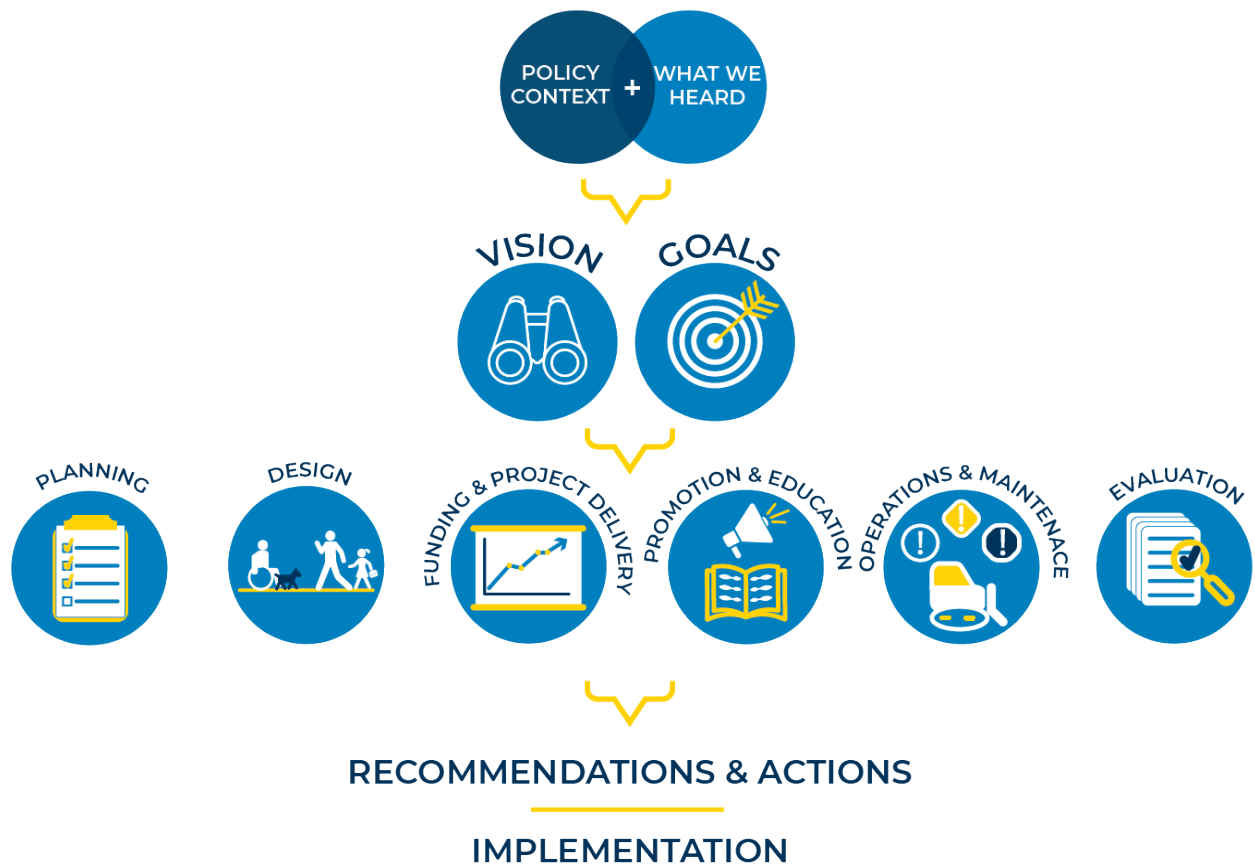 POLICY
CONTEXT
+
WHAT WE
HEARD
VISION
GOALS
PLANNING
DESIGN
FUNDING & PROJECT DELIVERY
PROMOTION & EDUCATION
OPERATIONS & MAINTENACE
EVALUATION
RECOMMENDATIONS & ACTIONS
IMPLEMENTATION